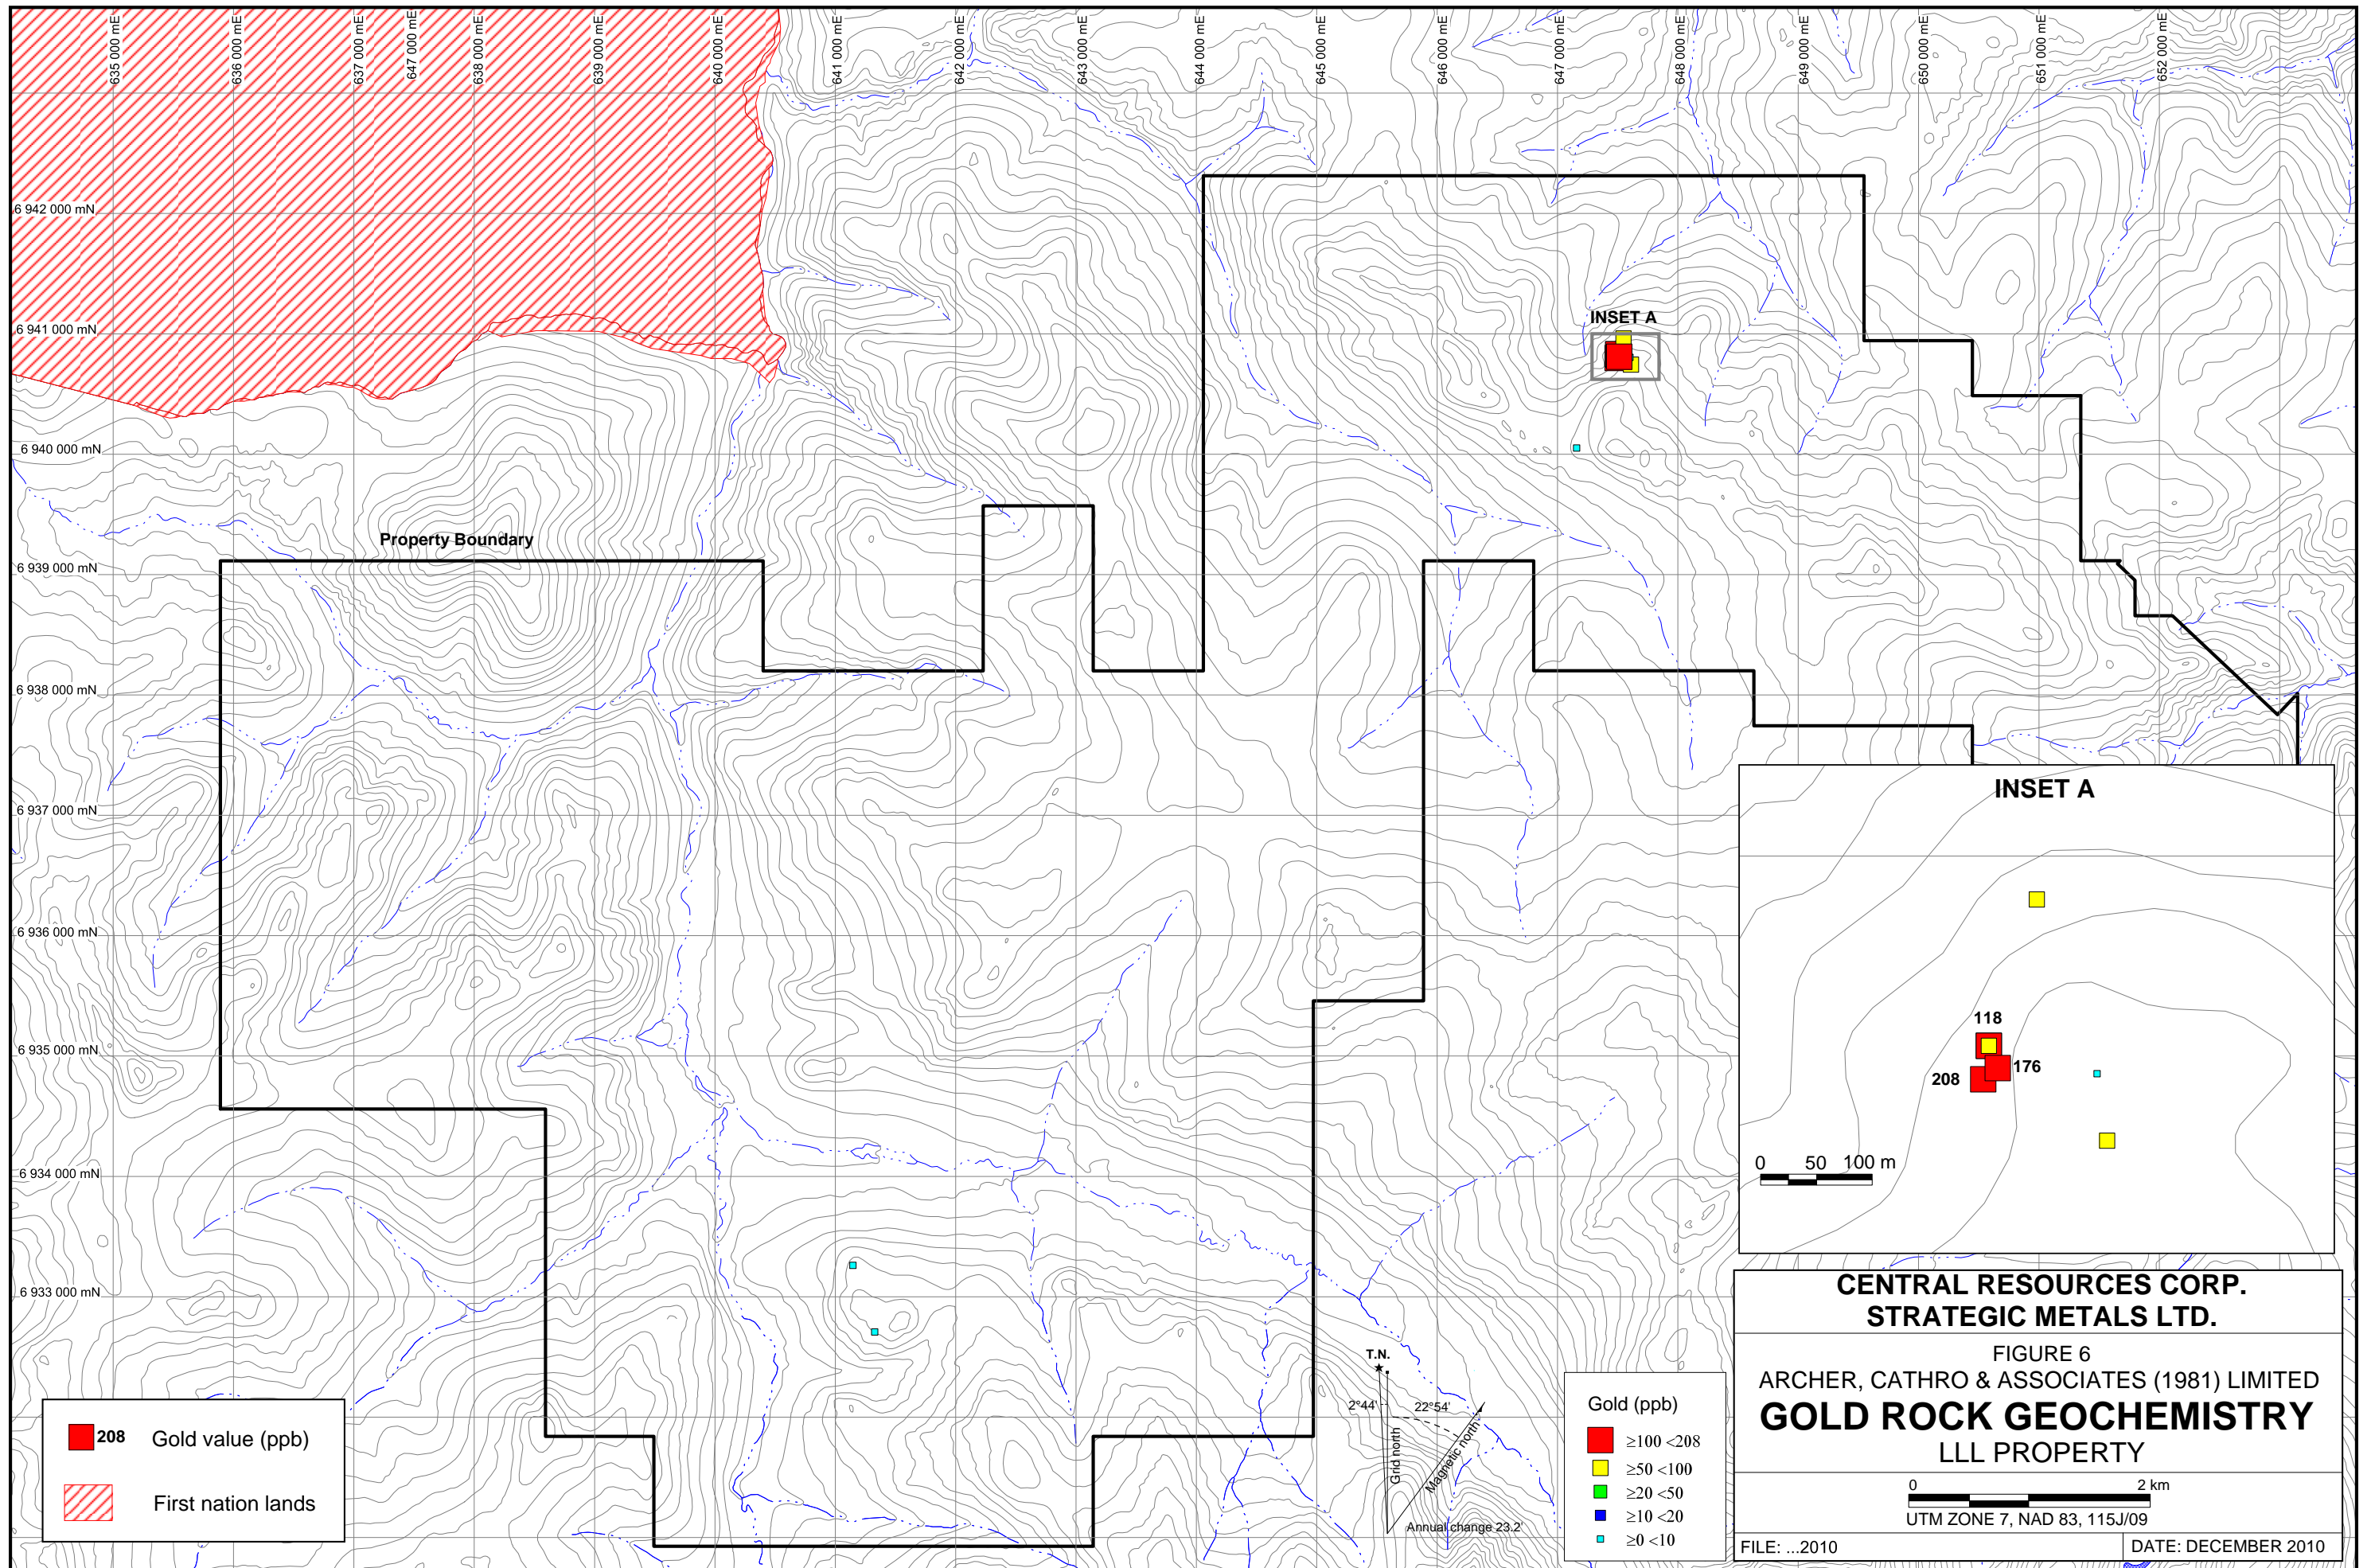 635 000 mE
636 000 mE
637 000 mE
647 000 mE
638 000 mE
639 000 mE
640 000 mE
641 000 mE
642 000 mE
643 000 mE
644 000 mE
645 000 mE
646 000 mE
647 000 mE
648 000 mE
649 000 mE
650 000 mE
651 000 mE
652 000 mE
6 942 000 mN
6 941 000 mN
6 940 000 mN
6 939 000 mN
6 938 000 mN
6 937 000 mN
6 936 000 mN
6 935 000 mN
6 934 000 mN
6 933 000 mN
INSET A
Property Boundary
INSET A
118
176
208
0 50 100 m
208 Gold value (ppb)
First nation lands
T.N.
2°44'
22°54'
Grid north
Magnetic north
Annual change 23.2'
Gold (ppb)
≥100 <208
≥50 <100
≥20 <50
≥10 <20
≥0 <10
CENTRAL RESOURCES CORP.
STRATEGIC METALS LTD.
FIGURE 6
ARCHER, CATHRO & ASSOCIATES (1981) LIMITED
GOLD ROCK GEOCHEMISTRY
LLL PROPERTY
0 2 km
UTM ZONE 7, NAD 83, 115J/09
FILE: ...2010
DATE: DECEMBER 2010